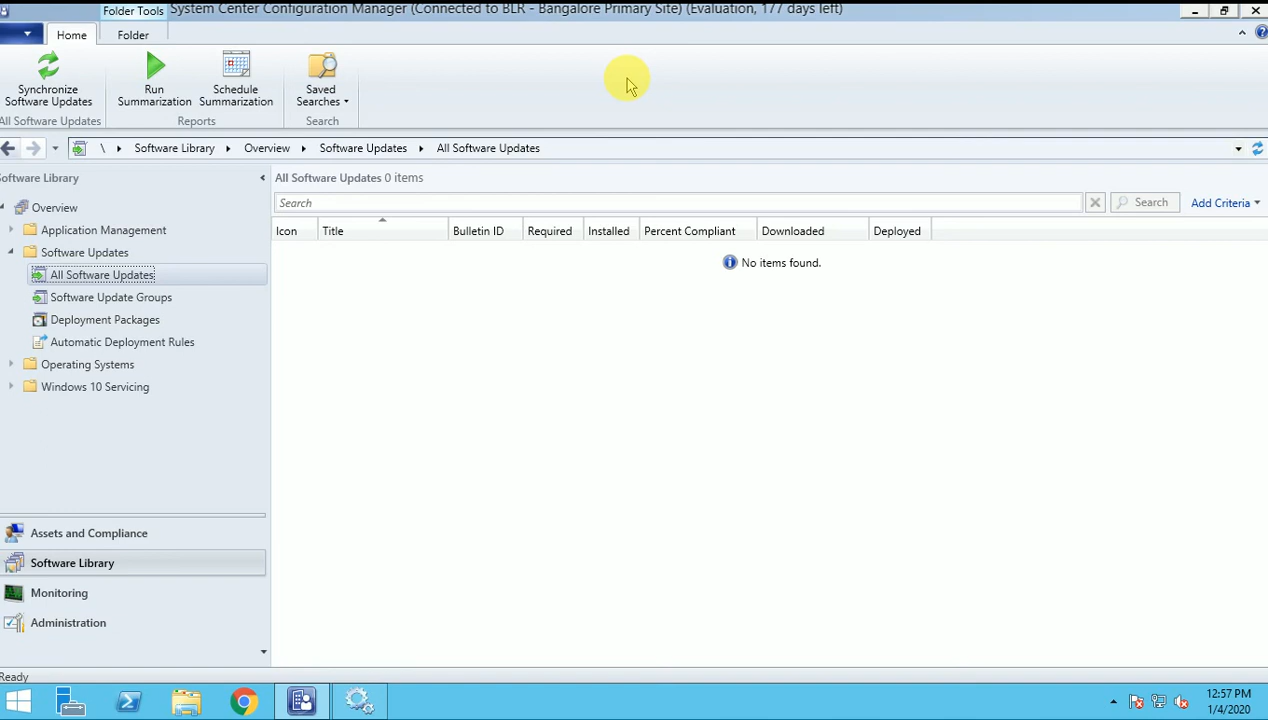 Folder Tools
System Center Configuration Manager (Connected to BLR - Bangalore Primary Site) (Evaluation, 177 days left)
Home
Folder
Synchronize
Software Updates
All Software Updates
Run
Summarization
Schedule
Summarization
Reports
Saved
Searches
Search
\ Software Library Overview Software Updates All Software Updates
Software Library
Overview
Application Management
Software Updates
All Software Updates
Software Update Groups
Deployment Packages
Automatic Deployment Rules
Operating Systems
Windows 10 Servicing
Assets and Compliance
Software Library
Monitoring
Administration
All Software Updates 0 items
Search
Search
Add Criteria
Icon Title Bulletin ID Required Installed Percent Compliant Downloaded Deployed
No items found.
Ready
12:57 PM
1/4/2020